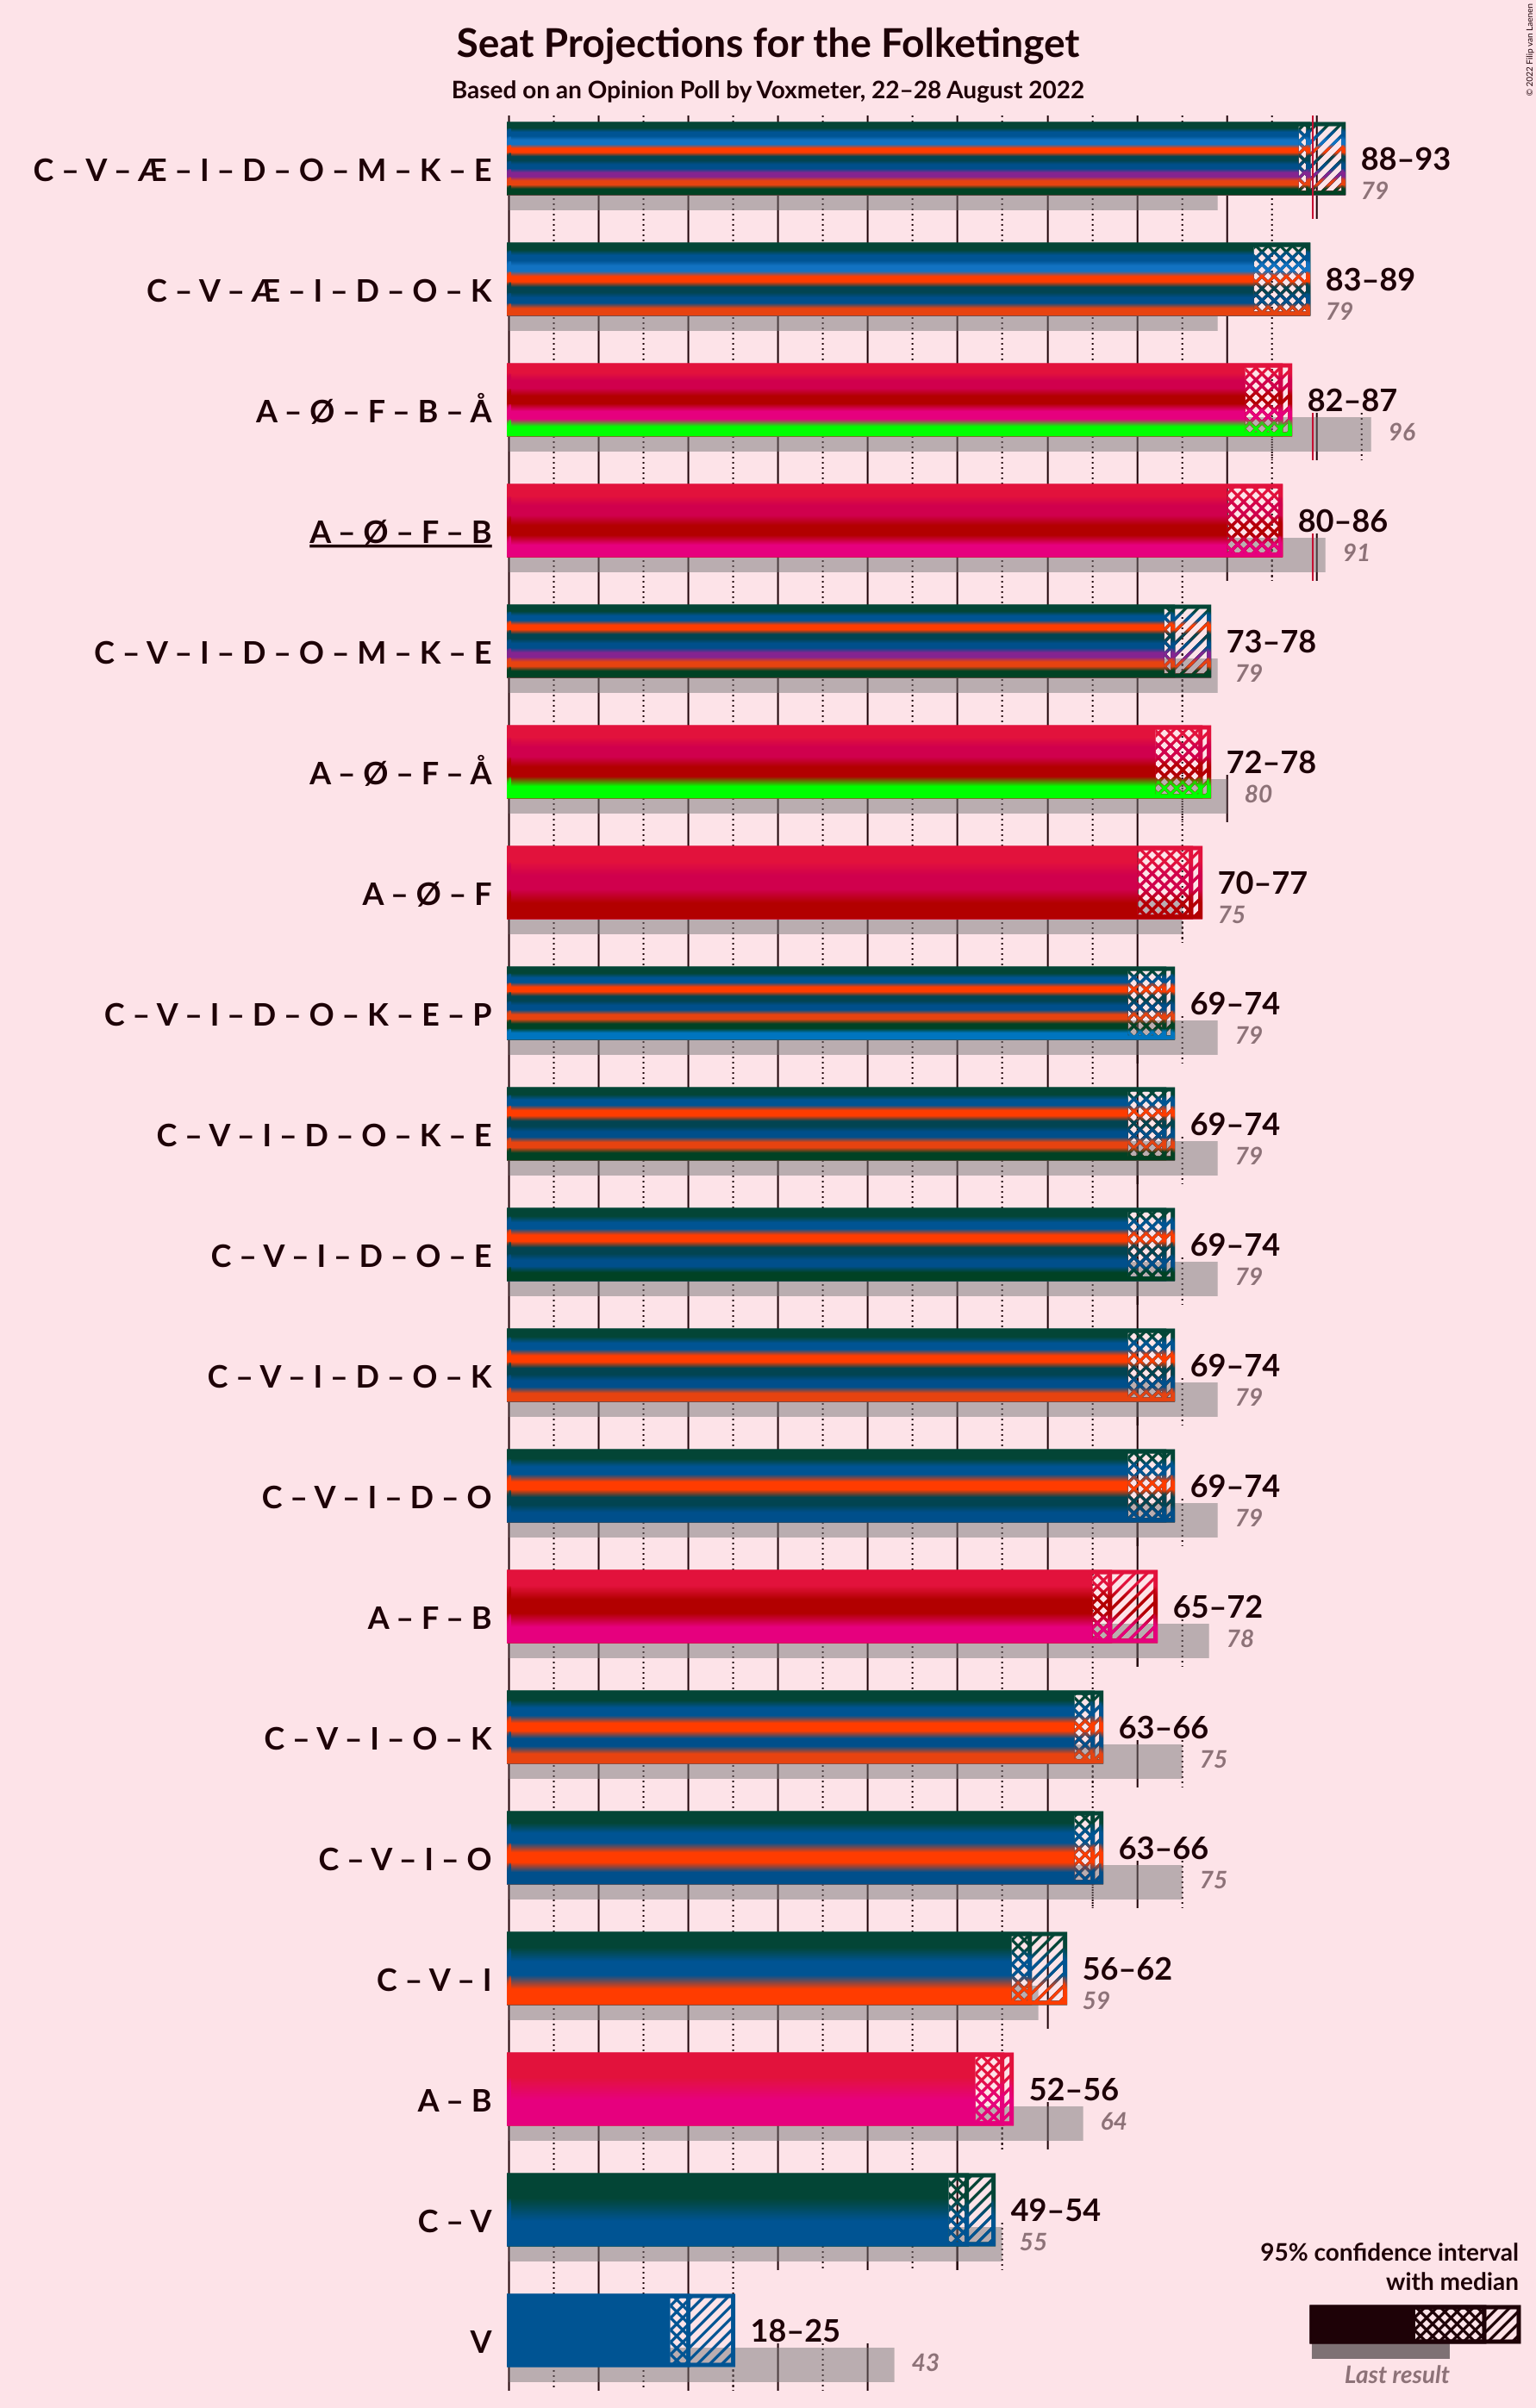 © 2022 Filip van Laenen
Seat Projections for the Folketinget
Based on an Opinion Poll by Voxmeter, 22–28 August 2022
C – V – Æ – I – D – O – M – K – E
88–93
79
C – V – Æ – I – D – O – K
83–89
79
A – Ø – F – B – Å
82–87
96
A – Ø – F – B
80–86
91
C – V – I – D – O – M – K – E
73–78
79
A – Ø – F – Å
72–78
80
A – Ø – F
70–77
75
C – V – I – D – O – K – E – P
69–74
79
C – V – I – D – O – K – E
69–74
79
C – V – I – D – O – E
69–74
79
C – V – I – D – O – K
69–74
79
C – V – I – D – O
69–74
79
A – F – B
65–72
78
C – V – I – O – K
63–66
75
C – V – I – O
63–66
75
C – V – I
56–62
59
A – B
52–56
64
C – V
49–54
55
V
18–25
43
95% confidence interval
with median
Last result